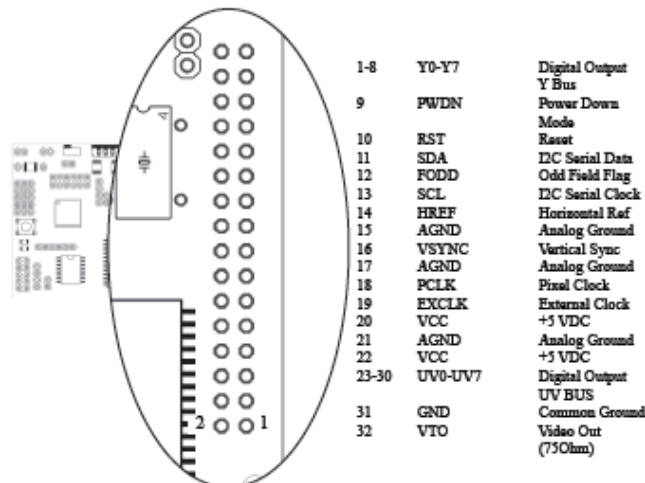 1-8 Y0-Y7 Digital Output
Y Bus
9 PWDN Power Down
Mode
10 RST Reset
11 SDA I2C Serial Data
12 FODD Odd Field Flag
13 SCL I2C Serial Clock
14 HREF Horizontal Ref
15 AGND Analog Ground
16 VSYNC Vertical Sync
17 AGND Analog Ground
18 PCLK Pixel Clock
19 EXCLK External Clock
20 VCC +5 VDC
21 AGND Analog Ground
22 VCC +5 VDC
23-30 UV0-UV7 Digital Output
UV BUS
31 GND Common Ground
32 VTO Video Out
(75Ohm)
4
2 1